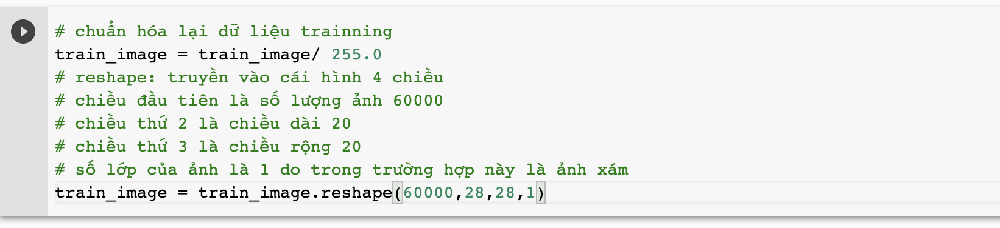 # chuẩn hóa lại dữ liệu trainning
train_image = train_image/ 255.0
# reshape: truyền vào cái hình 4 chiều
# chiều đầu tiên là số lượng ảnh 60000
# chiều thứ 2 là chiều dài 20
# chiều thứ 3 là chiều rộng 20
# số lớp của ảnh là 1 do trong trường hợp này là ảnh xám
train_image = train_image.reshape(60000,28,28,1)